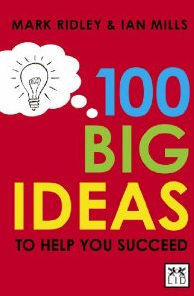 MARK RIDLEY & IAN MILLS
100
BIG
IDEAS
TO HELP YOU SUCCEED
LID